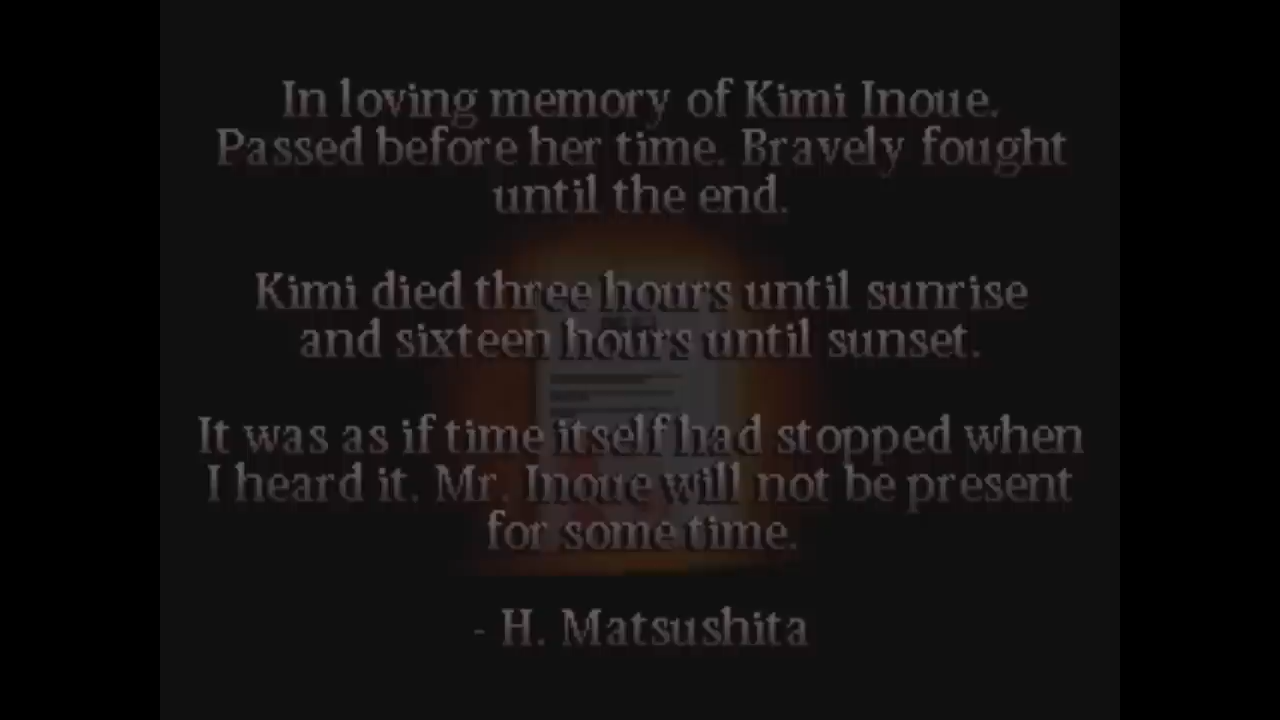 In loving memory of Kimi Inoue.
Passed before her time. Bravely fought
until the end.
Kimi died three hours until sunrise
and sixteen hours until sunset.
It was as if time itself had stopped when
I heard it. Mr. Inoue will not be present
for some time.
- H. Matsushita